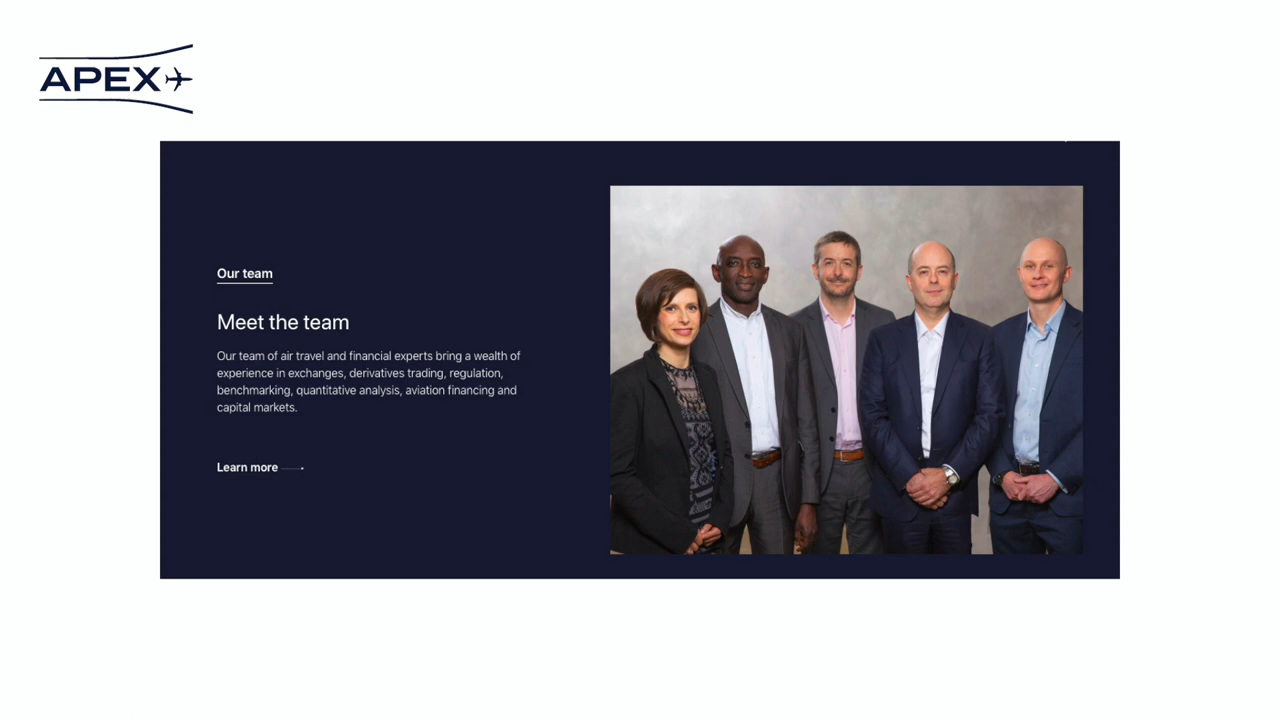 APEX
Our team
Meet the team
Our team of air travel and financial experts bring a wealth of
experience in exchanges, derivatives trading, regulation,
benchmarking, quantitative analysis, aviation financing and
capital markets.
Learn more